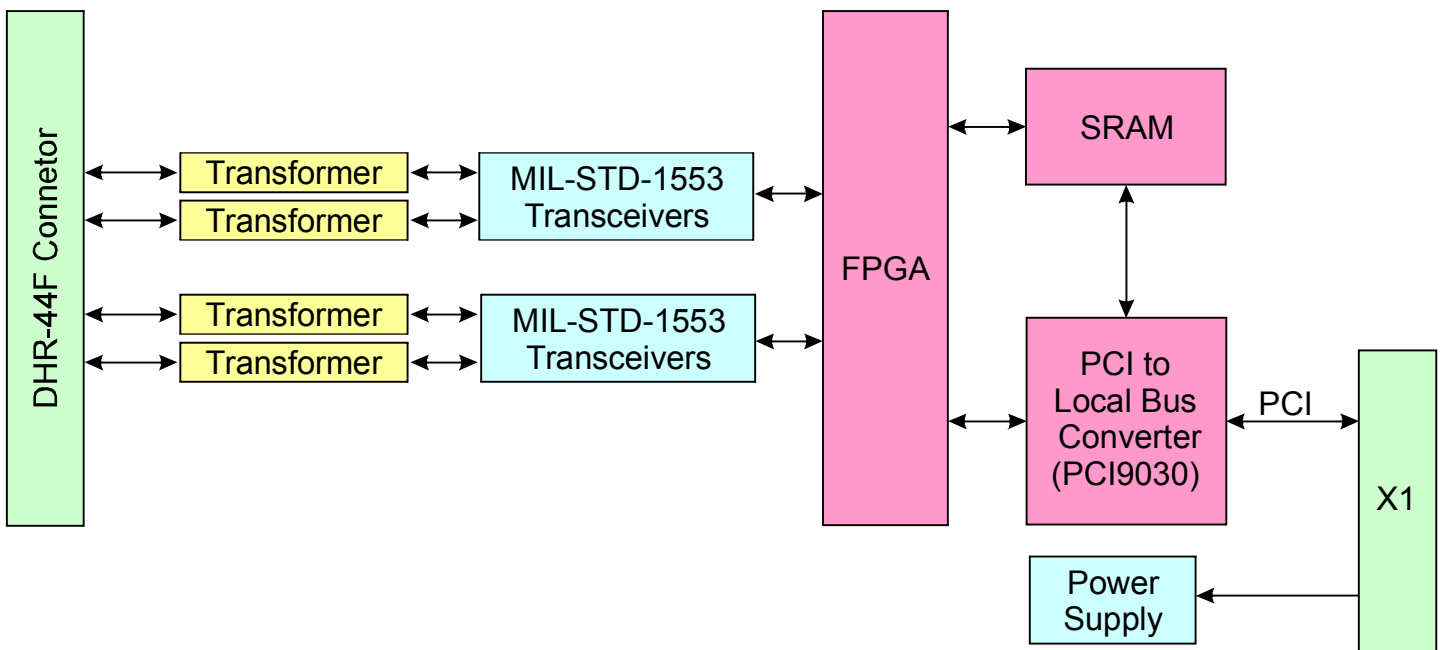 DHR-44F Connetor
Transformer
Transformer
MIL-STD-1553
Transceivers
Transformer
Transformer
MIL-STD-1553
Transceivers
FPGA
SRAM
PCI to
Local Bus
Converter
(PCI9030)
PCI
X1
Power
Supply